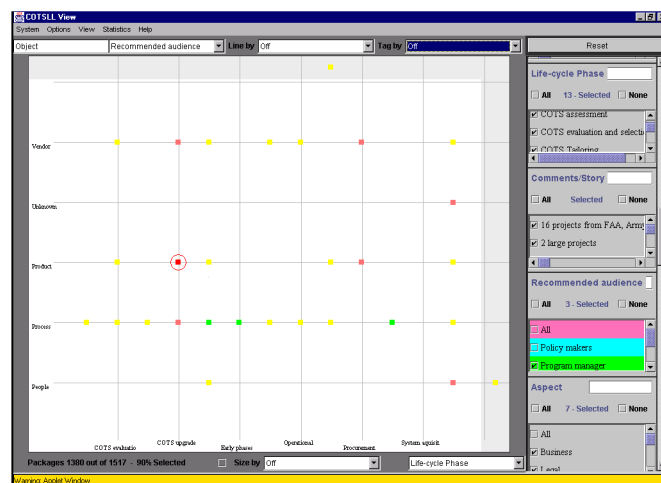 COTSLL View
System Options View Statistics Help
Object Recommended audience Line by Off Tag by Off Reset
Life-cycle Phase
All 13 - Selected None
COTS assessment
COTS evaluation and selectio
COTS Tailoring
Comments/Story
All Selected None
16 projects from FAA, Army
2 large projects
Recommended audience
All 3 - Selected None
All
Policy makers
Program manager
Aspect
All 7 - Selected None
All
Business
Legal
Vendor
Unknown
Product
Process
People
COTS evaluatio COTS upgrade Early phases Operational Procurement System aquisit
Packages 1380 out of 1517 - 90% Selected Size by Off Life-cycle Phase
Warning: Applet Window